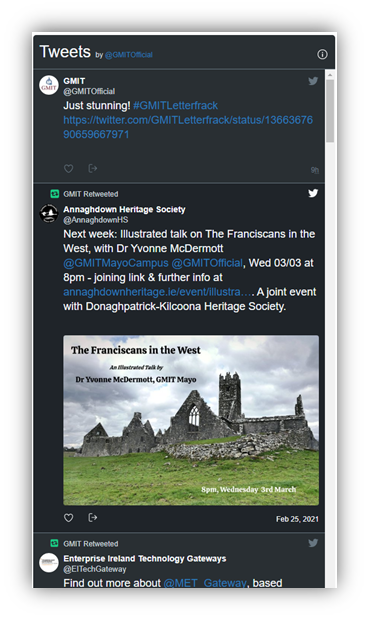 Tweets by @GMITOfficial
GMIT
GMIT
@GMITOfficial
Just stunning! #GMITLetterfrack
https://twitter.com/GMITLetterfrack/status/13663676
90659667971
GMIT Retweeted
Annaghdown Heritage Society
@AnnaghdownHS
Next week: Illustrated talk on The Franciscans in the
West, with Dr Yvonne McDermott
@GMITMayoCampus @GMITOfficial, Wed 03/03 at
8pm - joining link & further info at
annaghdownheritage.ie/event/illustra…. A joint event
with Donaghpatrick-Kilcoona Heritage Society.
The Franciscans in the West
An Illustrated Talk by
Dr Yvonne McDermott, GMIT Mayo
8pm, Wednesday 3rd March
Feb 25, 2021
GMIT Retweeted
Enterprise Ireland Technology Gateways
@EITechGateway
Find out more about @MET_Gateway, based